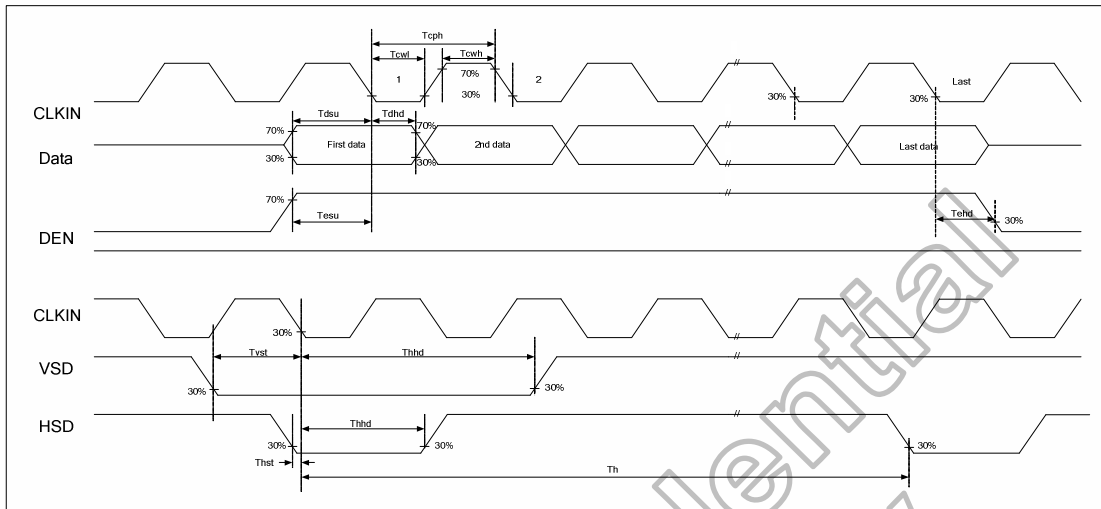 Tcph
Tcwl
Tcwh
1
70%
2
Last
30%
30%
30%
CLKIN
Tdsu
Tdhd
70%
70%
Data
First data
2nd data
Last data
30%
30%
70%
Tesu
Tehd
30%
DEN
CLKIN
30%
Tvst
Thhd
VSD
30%
30%
HSD
Thhd
30%
30%
30%
Thst
Th
dential